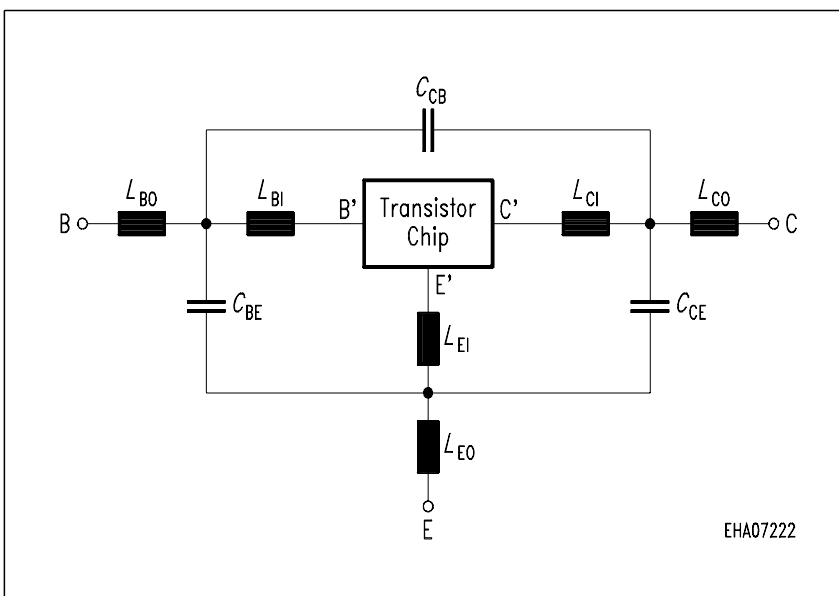 C_CB
L_BO
L_BI
B'
Transistor
Chip
C'
L_CI
L_CO
B
C
E'
C_BE
C_CE
L_EI
L_EO
E
EHA07222